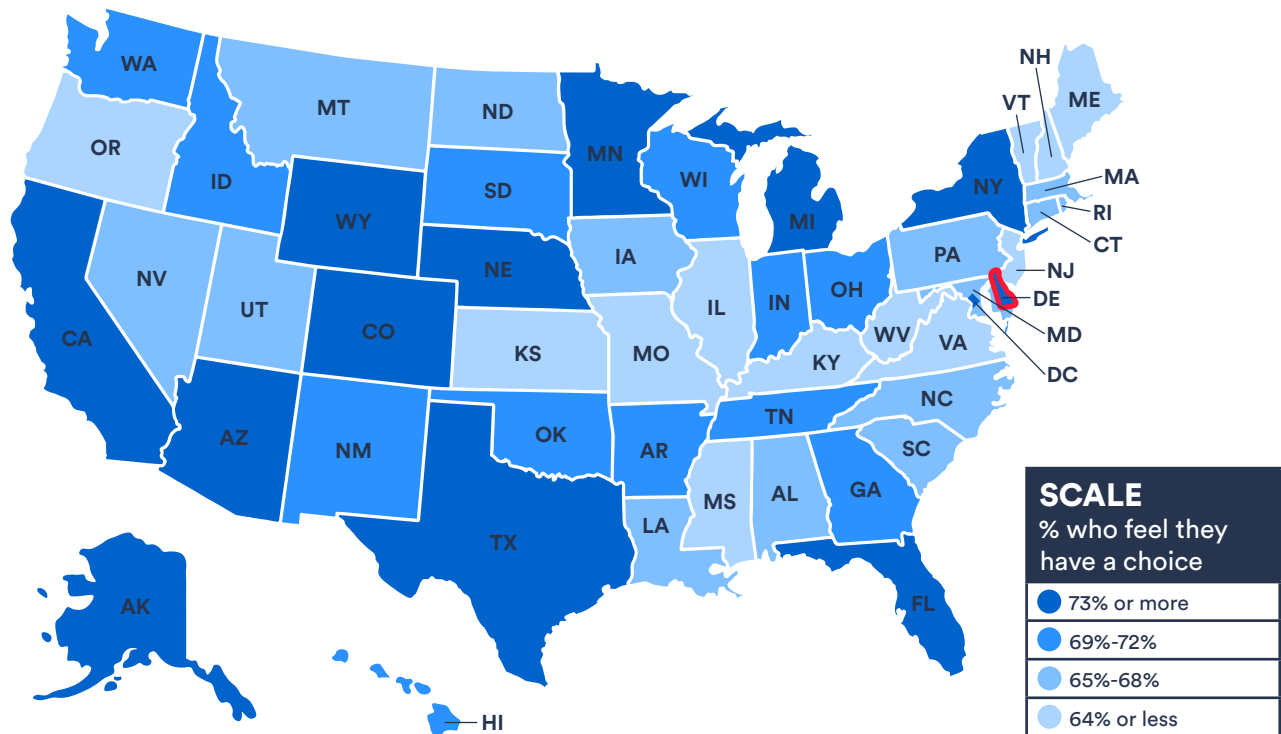 NH
WA
ME
VT
MT
ND
OR
MN
MA
ID
SD
WI
NY
RI
WY
MI
CT
PA
IA
NE
NJ
NV
OH
DE
IN
UT
IL
CO
MD
WV
CA
VA
KS
MO
KY
DC
NC
TN
AZ
OK
NM
AR
SC
GA
AL
MS
LA
TX
AK
FL
HI
SCALE
% who feel they
have a choice
73% or more
69%-72%
65%-68%
64% or less